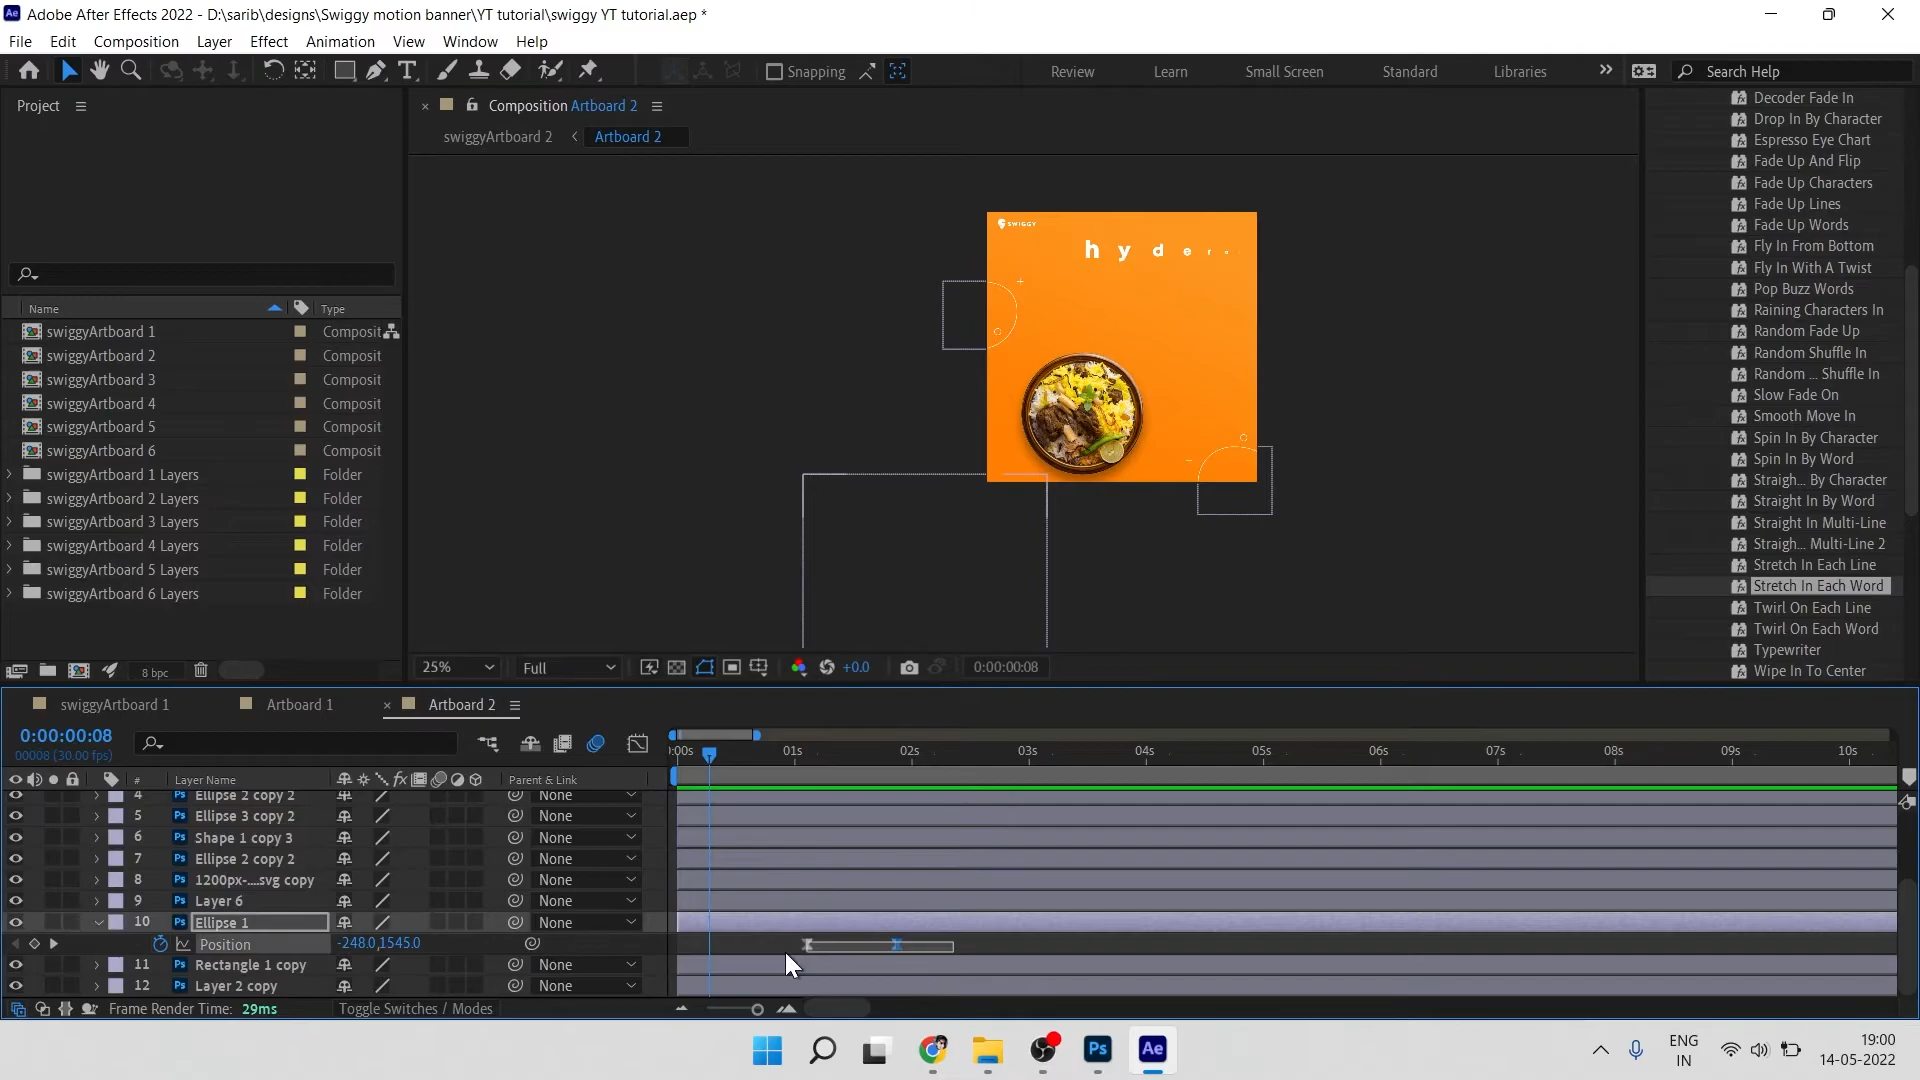 Adobe After Effects 2022 - D:\sarib\designs\Swiggy motion banner\YT tutorial\swiggy YT tutorial.aep *
File Edit Composition Layer Effect Animation View Window Help
Snapping Review Learn Small Screen Standard Libraries Search Help
Project
Composition Artboard 2
swiggyArtboard 2 Artboard 2
Name Type
swiggyArtboard 1 Composit
swiggyArtboard 2 Composit
swiggyArtboard 3 Composit
swiggyArtboard 4 Composit
swiggyArtboard 5 Composit
swiggyArtboard 6 Composit
swiggyArtboard 1 Layers Folder
swiggyArtboard 2 Layers Folder
swiggyArtboard 3 Layers Folder
swiggyArtboard 4 Layers Folder
swiggyArtboard 5 Layers Folder
swiggyArtboard 6 Layers Folder
8 bpc
SWIGGY
h y d e r
25% Full +0.0 0:00:00:08
Decoder Fade In
Drop In By Character
Espresso Eye Chart
Fade Up And Flip
Fade Up Characters
Fade Up Lines
Fade Up Words
Fly In From Bottom
Fly In With A Twist
Pop Buzz Words
Raining Characters In
Random Fade Up
Random Shuffle In
Random ... Shuffle In
Slow Fade On
Smooth Move In
Spin In By Character
Spin In By Word
Straigh... By Character
Straight In By Word
Straight In Multi-Line
Straigh... Multi-Line 2
Stretch In Each Line
Stretch In Each Word
Twirl On Each Line
Twirl On Each Word
Typewriter
Wipe In To Center
swiggyArtboard 1 Artboard 1 Artboard 2
0:00:00:08
00008 (30.00 fps)
):00s 01s 02s 03s 04s 05s 06s 07s 08s 09s 10s
# Layer Name Parent & Link
4 Ps Ellipse 2 copy 2 None
5 Ps Ellipse 3 copy 2 None
6 Ps Shape 1 copy 3 None
7 Ps Ellipse 2 copy 2 None
8 Ps 1200px-....svg copy None
9 Ps Layer 6 None
10 Ps Ellipse 1 None
Position -248.0,1545.0
11 Ps Rectangle 1 copy None
12 Ps Layer 2 copy None
Frame Render Time: 29ms Toggle Switches / Modes
Ps Ae
ENG
IN
19:00
14-05-2022